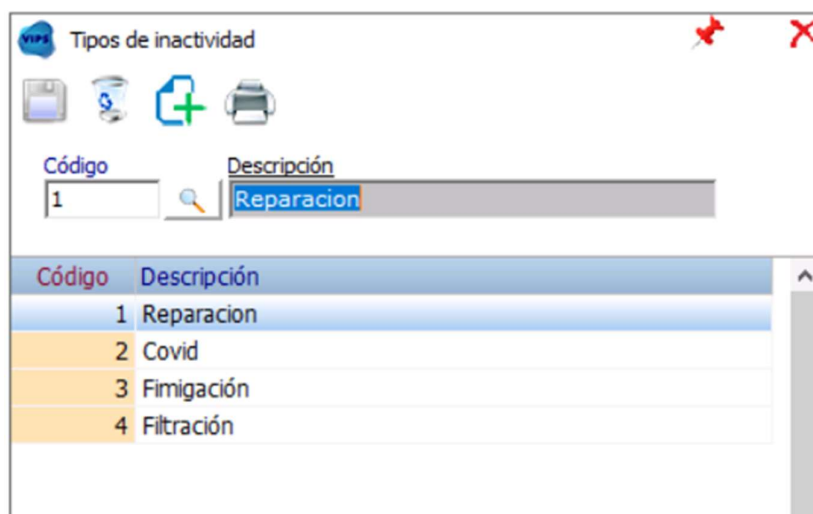 VIPS Tipos de inactividad
Código Descripción
1 Reparacion
Código Descripción
1 Reparacion
2 Covid
3 Fimigación
4 Filtración